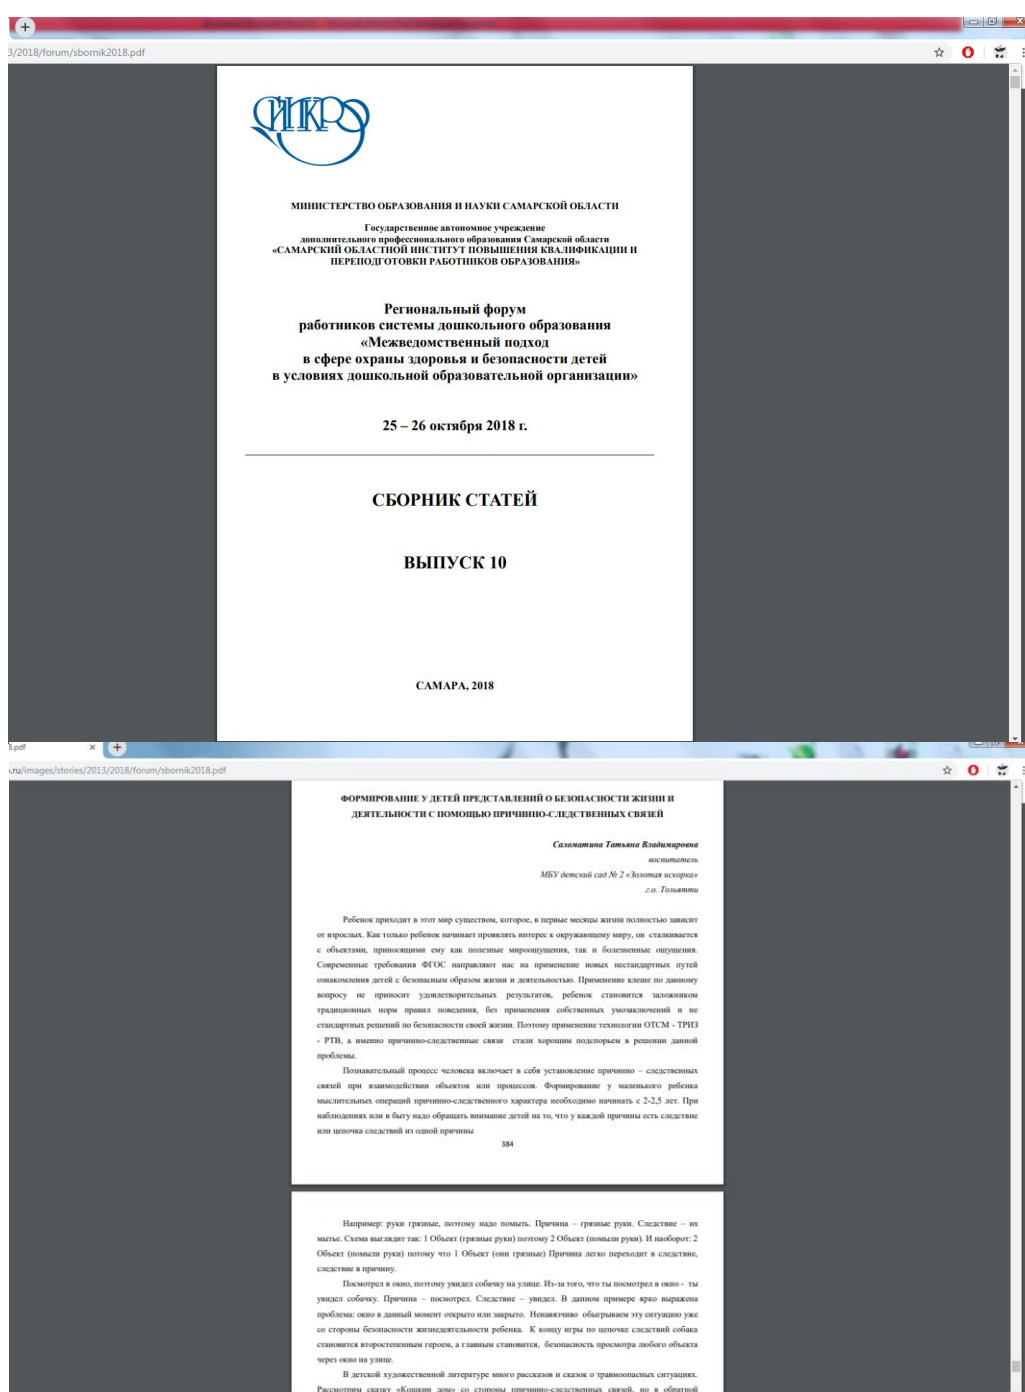 3/2018/forum/sbornik2018.pdf
СИПКРО
МИНИСТЕРСТВО ОБРАЗОВАНИЯ И НАУКИ САМАРСКОЙ ОБЛАСТИ
Государственное автономное учреждение
дополнительного профессионального образования Самарской области
«САМАРСКИЙ ОБЛАСТНОЙ ИНСТИТУТ ПОВЫШЕНИЯ КВАЛИФИКАЦИИ И
ПЕРЕПОДГОТОВКИ РАБОТНИКОВ ОБРАЗОВАНИЯ»
Региональный форум
работников системы дошкольного образования
«Межведомственный подход
в сфере охраны здоровья и безопасности детей
в условиях дошкольной образовательной организации»
25 – 26 октября 2018 г.
СБОРНИК СТАТЕЙ
ВЫПУСК 10
САМАРА, 2018
8.pdf
o.ru/images/stories/2013/2018/forum/sbornik2018.pdf
ФОРМИРОВАНИЕ У ДЕТЕЙ ПРЕДСТАВЛЕНИЙ О БЕЗОПАСНОСТИ ЖИЗНИ И
ДЕЯТЕЛЬНОСТИ С ПОМОЩЬЮ ПРИЧИННО-СЛЕДСТВЕННЫХ СВЯЗЕЙ
Саломатина Татьяна Владимировна
воспитатель
МБУ детский сад № 2 «Золотая искорка»
г.о. Тольятти
Ребенок приходит в этот мир существом, которое, в первые месяцы жизни полностью зависит
от взрослых. Как только ребенок начинает проявлять интерес к окружающему миру, он сталкивается
с объектами, приносящими ему как полезные мироощущения, так и болезненные ощущения.
Современные требования ФГОС направляют нас на применение новых нестандартных путей
ознакомления детей с безопасным образом жизни и деятельностью. Применение клеше по данному
вопросу не приносит удовлетворительных результатов, ребенок становится заложником
традиционных норм правил поведения, без применения собственных умозаключений и не
стандартных решений по безопасности своей жизни. Поэтому применение технологии ОТСМ - ТРИЗ
- РТВ, а именно причинно-следственные связи стали хорошим подспорьем в решении данной
проблемы.
Познавательный процесс человека включает в себя установление причинно – следственных
связей при взаимодействии объектов или процессов. Формирование у маленького ребенка
мыслительных операций причинно-следственного характера необходимо начинать с 2-2,5 лет. При
наблюдениях или в быту надо обращать внимание детей на то, что у каждой причины есть следствие
или цепочка следствий из одной причины
384
Например: руки грязные, поэтому надо помыть. Причина – грязные руки. Следствие – их
мытье. Схема выглядит так: 1 Объект (грязные руки) поэтому 2 Объект (помыли руки). И наоборот: 2
Объект (помыли руки) потому что 1 Объект (они грязные) Причина легко переходит в следствие,
следствие в причину.
Посмотрел в окно, поэтому увидел собачку на улице. Из-за того, что ты посмотрел в окно - ты
увидел собачку. Причина – посмотрел. Следствие – увидел. В данном примере ярко выражена
проблема: окно в данный момент открыто или закрыто. Ненавязчиво обыгрываем эту ситуацию уже
со стороны безопасности жизнедеятельности ребенка. К концу игры по цепочке следствий собака
становится второстепенным героем, а главным становится, безопасность просмотра любого объекта
через окно на улице.
В детской художественной литературе много рассказов и сказок о травмоопасных ситуациях.
Рассмотрим сказку «Кошкин дом» со стороны причинно-следственных связей, но в обратной